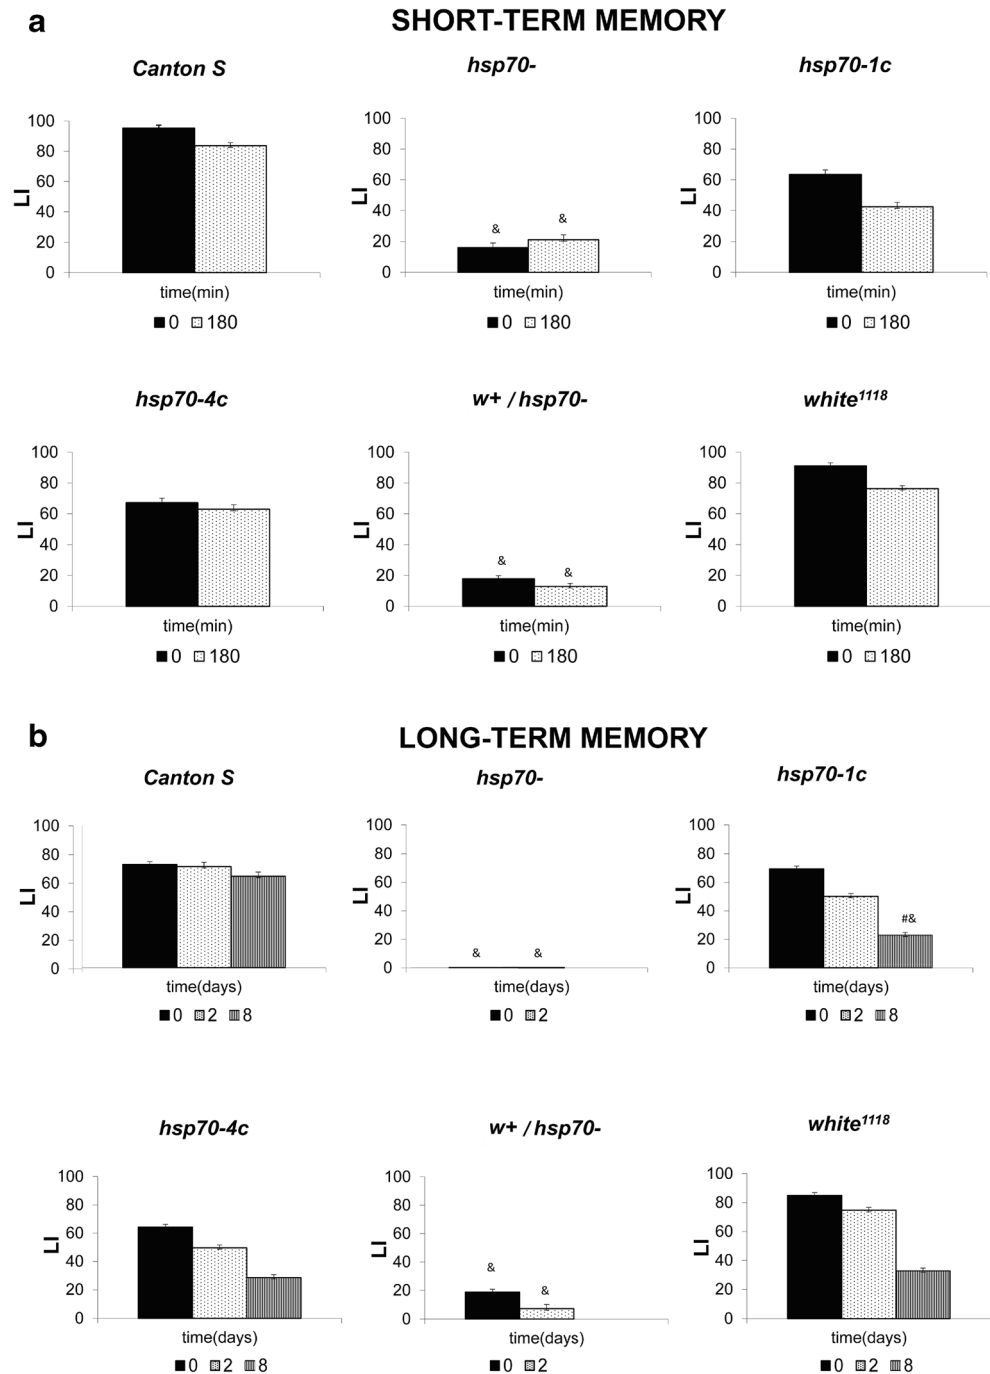 a
SHORT-TERM MEMORY
Canton S
hsp70-
hsp70-1c
100
80
60
40
20
0
LI
time(min)
0 180
100
80
60
40
20
0
LI
& &
time(min)
0 180
100
80
60
40
20
0
LI
time(min)
0 180
hsp70-4c
w+ / hsp70-
white1118
100
80
60
40
20
0
LI
time(min)
0 180
100
80
60
40
20
0
LI
& &
time(min)
0 180
100
80
60
40
20
0
LI
time(min)
0 180
b
LONG-TERM MEMORY
Canton S
hsp70-
hsp70-1c
100
80
60
40
20
0
LI
time(days)
0 2 8
100
80
60
40
20
0
LI
& &
time(days)
0 2
100
80
60
40
20
0
LI
#&
time(days)
0 2 8
hsp70-4c
w+ / hsp70-
white1118
100
80
60
40
20
0
LI
time(days)
0 2 8
100
80
60
40
20
0
LI
& &
time(days)
0 2
100
80
60
40
20
0
LI
time(days)
0 2 8